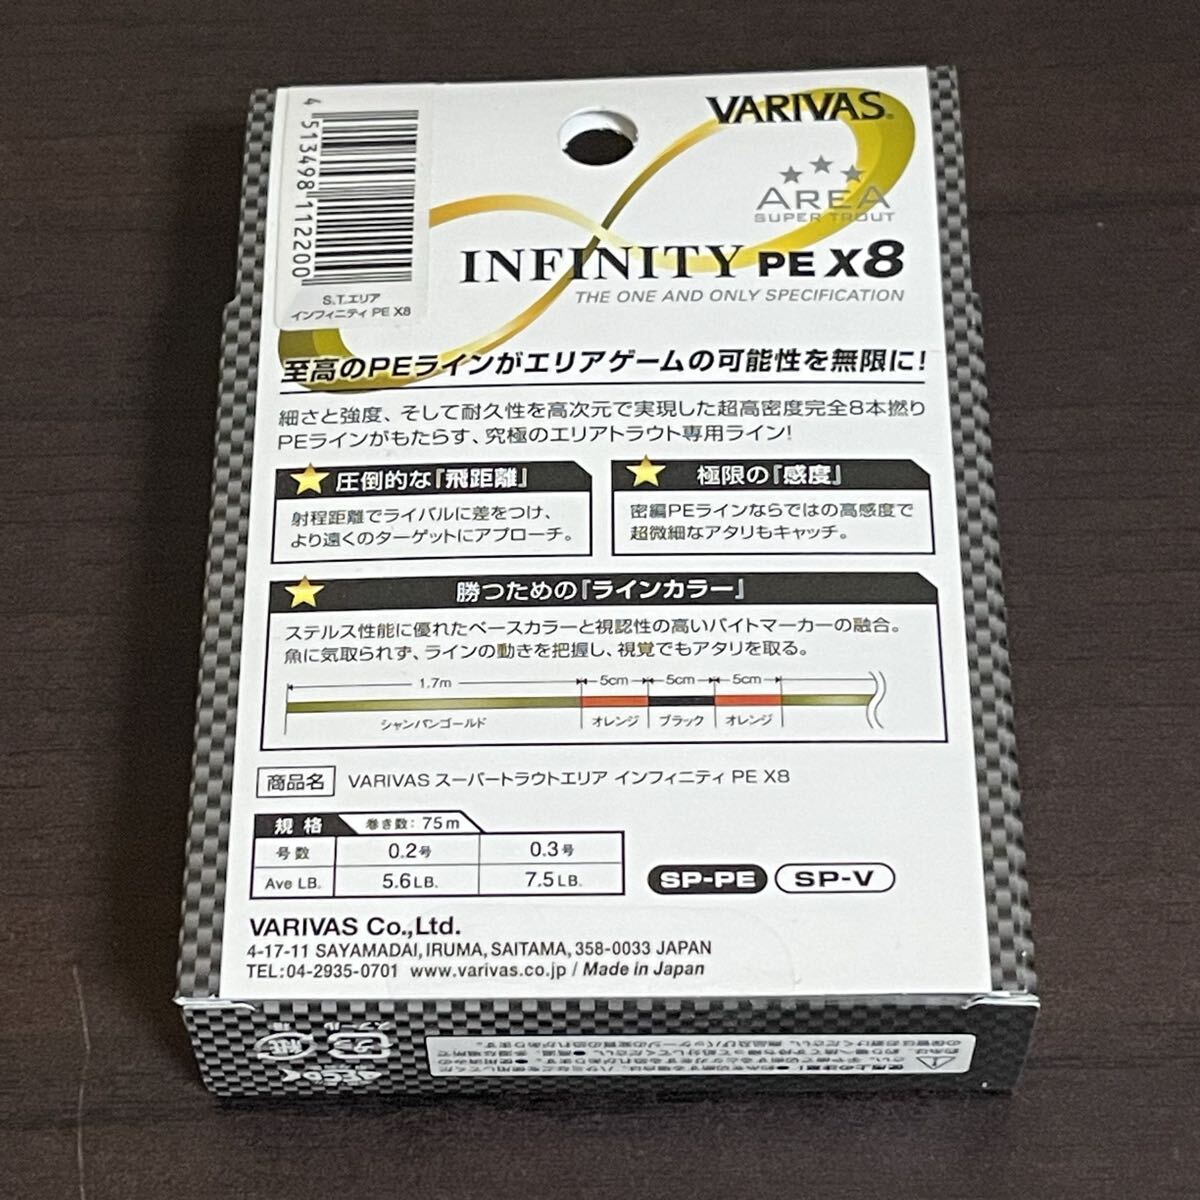 4 513498 112200
S.T.エリア
インフィニティ PE X8
VARIVAS®
AREA
SUPER TROUT
INFINITY PE X8
THE ONE AND ONLY SPECIFICATION
至高のPEラインがエリアゲームの可能性を無限に!
細さと強度、そして耐久性を高次元で実現した超高密度完全8本撚り
PEラインがもたらす、究極のエリアトラウト専用ライン!
圧倒的な『飛距離』
射程距離でライバルに差をつけ、
より遠くのターゲットにアプローチ。
極限の『感度』
密編PEラインならではの高感度で
超微細なアタリもキャッチ。
勝つための『ラインカラー』
ステルス性能に優れたベースカラーと視認性の高いバイトマーカーの融合。
魚に気取られず、ラインの動きを把握し、視覚でもアタリを取る。
1.7m 5cm 5cm 5cm
シャンパンゴールド オレンジ ブラック オレンジ
商品名 VARIVAS スーパートラウトエリア インフィニティ PE X8
規格 巻き数:75m
号数 0.2号 0.3号
Ave LB. 5.6LB. 7.5LB.
SP-PE SP-V
VARIVAS Co.,Ltd.
4-17-11 SAYAMADAI, IRUMA, SAITAMA, 358-0033 JAPAN
TEL:04-2935-0701 www.varivas.co.jp / Made in Japan
プラ 紙
スプール 箱